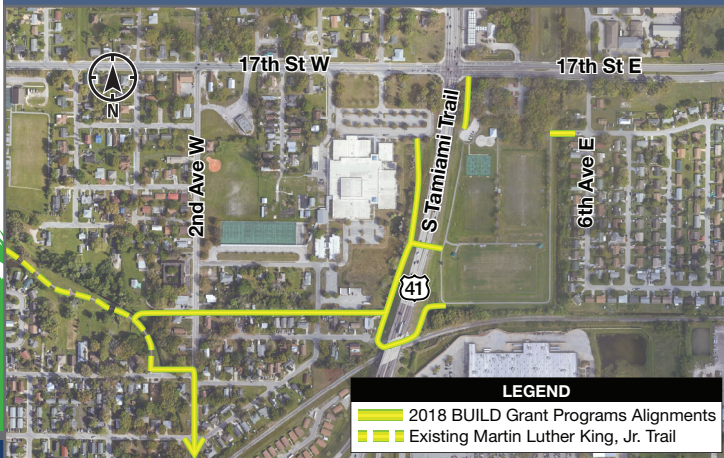 17th St W
17th St E
N
S Tamiami Trail
2nd Ave W
6th Ave E
41
LEGEND
2018 BUILD Grant Programs Alignments
Existing Martin Luther King, Jr. Trail